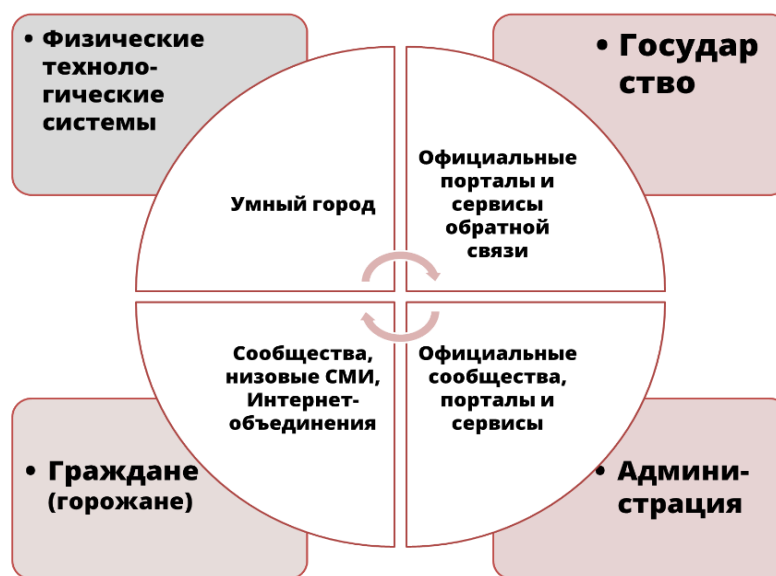 • Физические
техноло-
гические
системы
• Государ
ство
Умный город
Официальные
порталы и
сервисы
обратной
связи
Сообщества,
низовые СМИ,
Интернет-
объединения
Официальные
сообщества,
порталы и
сервисы
• Граждане
(горожане)
• Админи-
страция